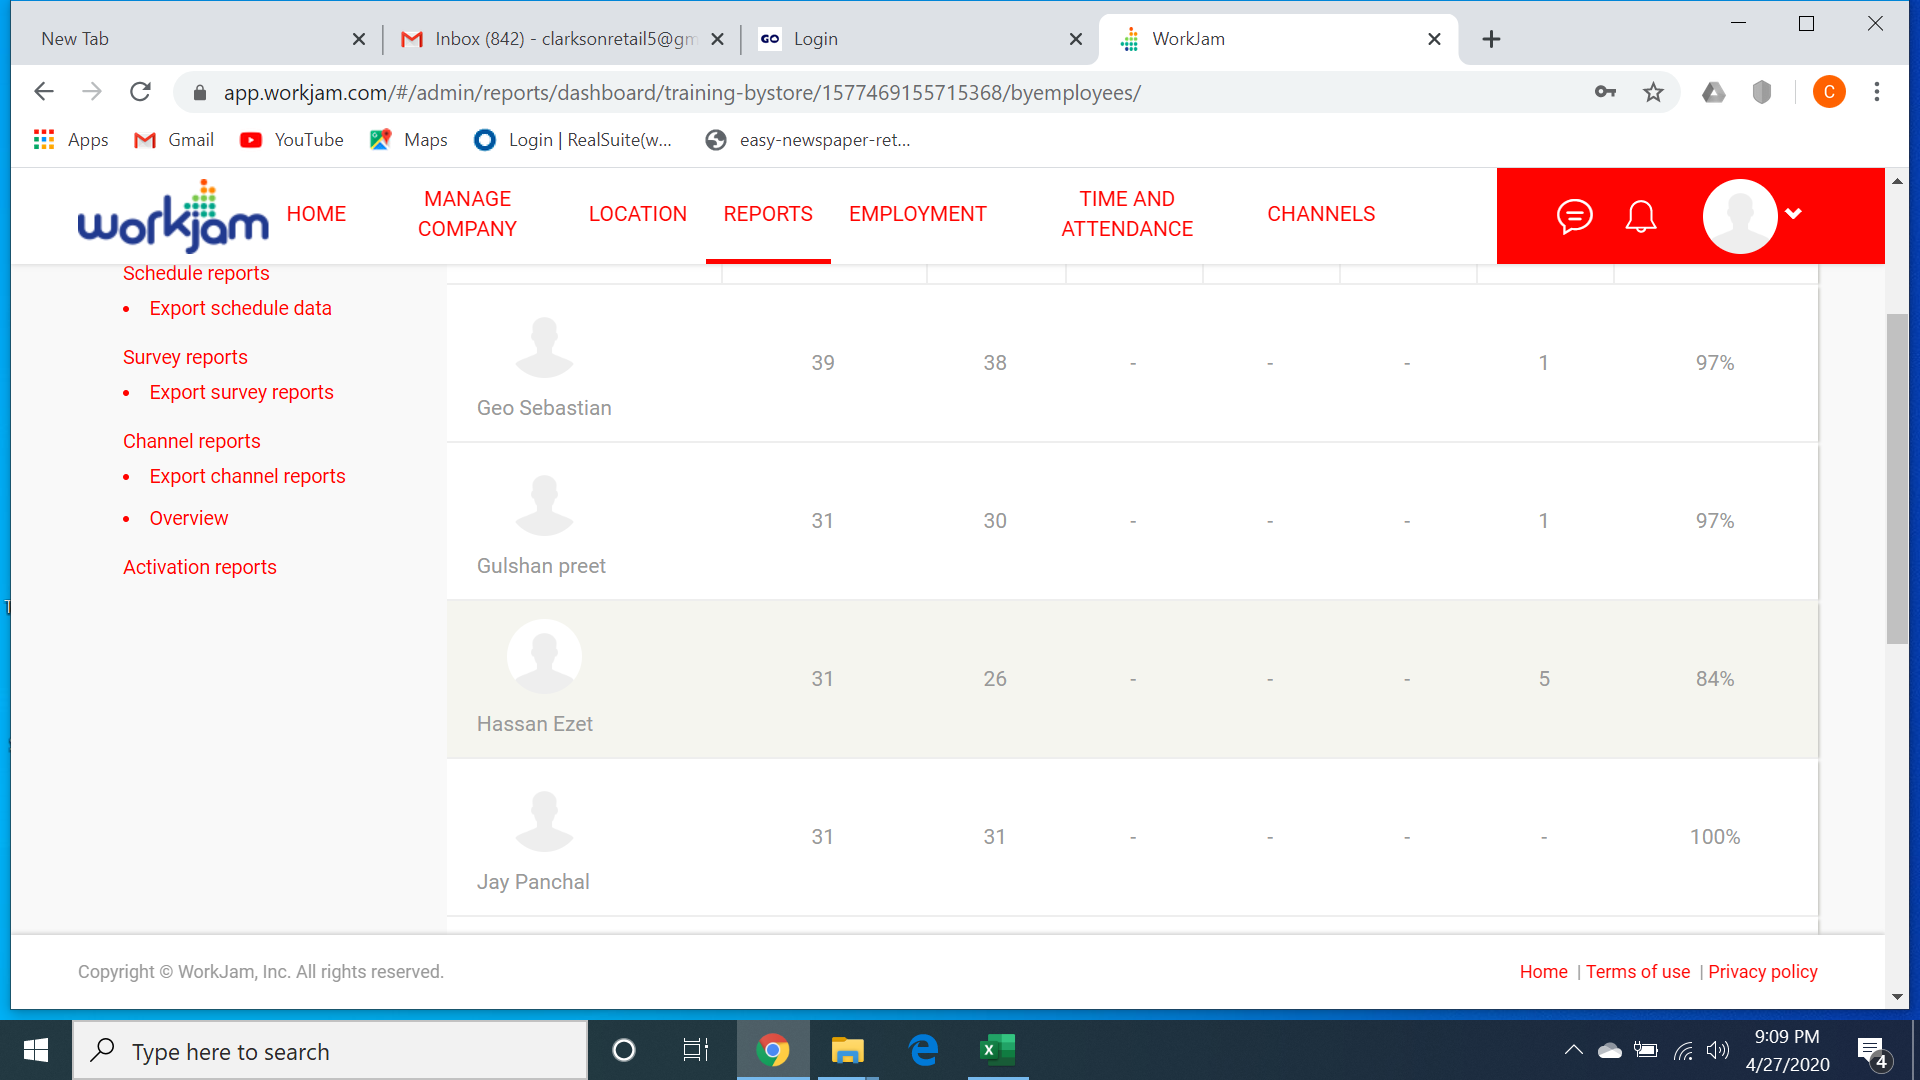 New Tab
Inbox (842) - clarksonretail5@gm
GO Login
WorkJam
app.workjam.com/#/admin/reports/dashboard/training-bystore/1577469155715368/byemployees/
C
Apps
Gmail
YouTube
Maps
Login | RealSuite(w...
easy-newspaper-ret...
workjam
HOME
MANAGE COMPANY
LOCATION
REPORTS
EMPLOYMENT
TIME AND ATTENDANCE
CHANNELS
Schedule reports
• Export schedule data
Survey reports
• Export survey reports
Channel reports
• Export channel reports
• Overview
Activation reports
Geo Sebastian 39 38 - - - 1 97%
Gulshan preet 31 30 - - - 1 97%
Hassan Ezet 31 26 - - - 5 84%
Jay Panchal 31 31 - - - - 100%
Copyright © WorkJam, Inc. All rights reserved.
Home | Terms of use | Privacy policy
Type here to search
9:09 PM
4/27/2020
4